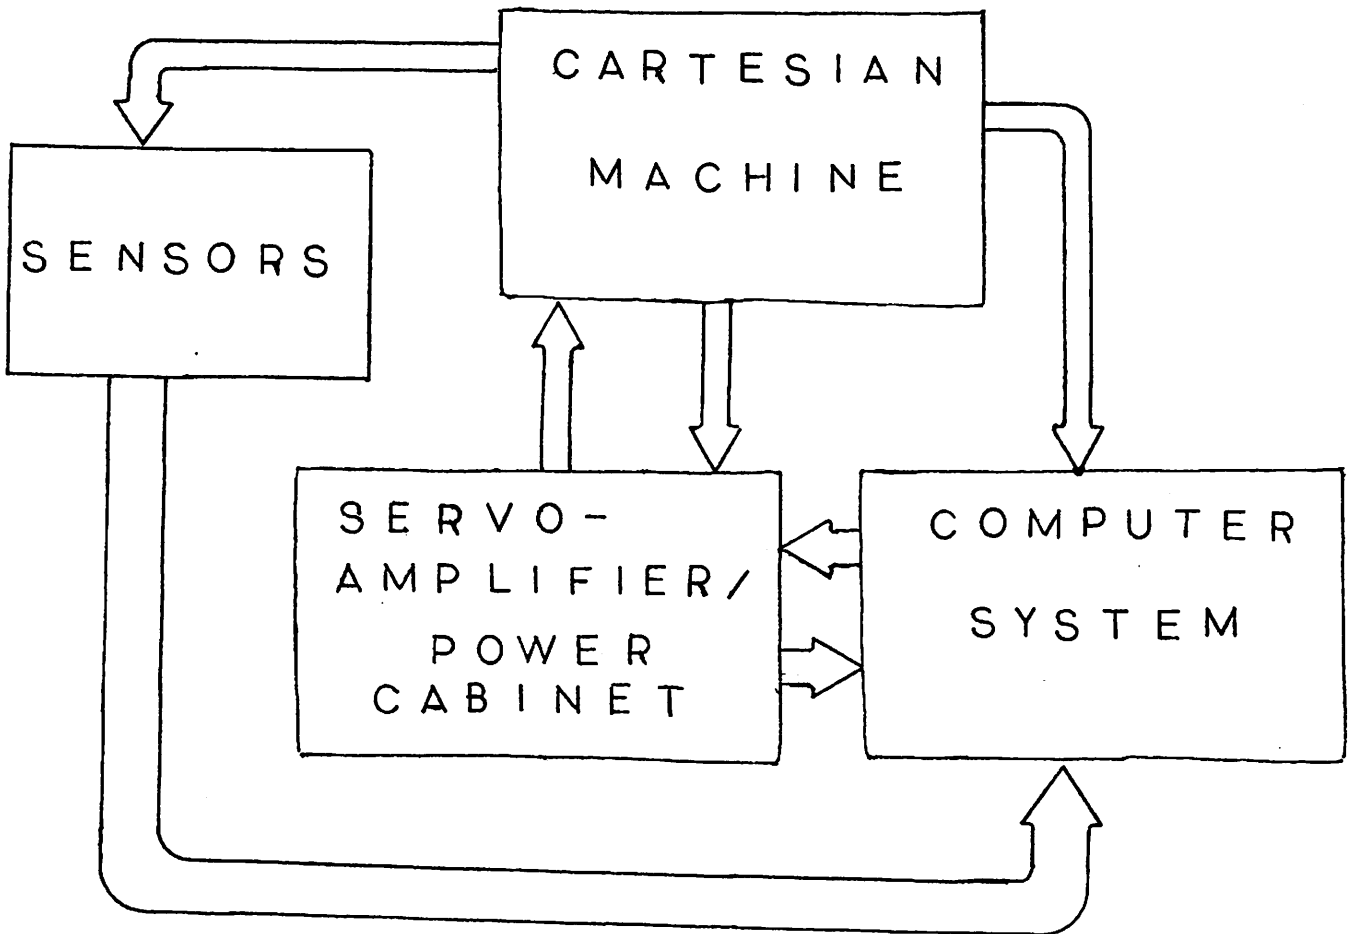 CARTESIAN
MACHINE
SENSORS
SERVO-
AMPLIFIER/
POWER
CABINET
COMPUTER
SYSTEM